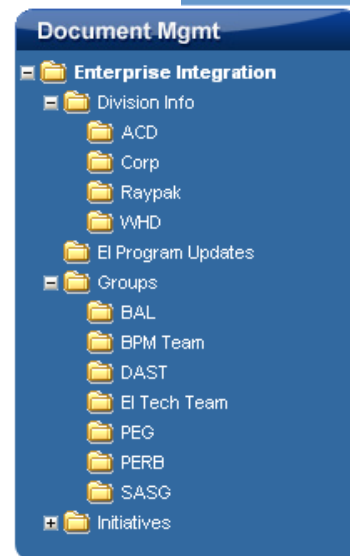 Document Mgmt
Enterprise Integration
Division Info
ACD
Corp
Raypak
WHD
EI Program Updates
Groups
BAL
BPM Team
DAST
EI Tech Team
PEG
PERB
SASG
Initiatives